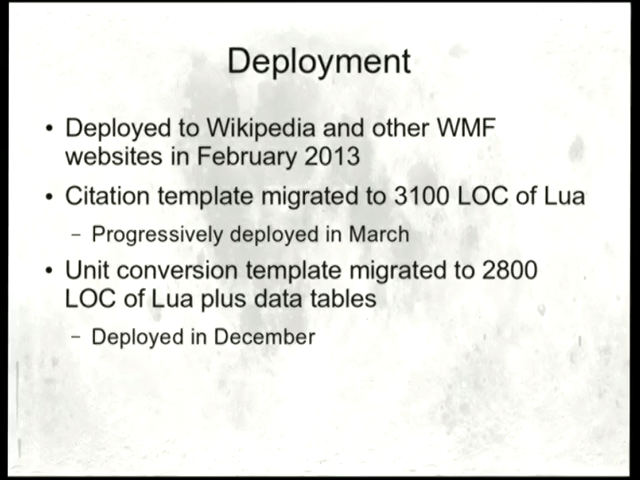 Deployment
• Deployed to Wikipedia and other WMF
websites in February 2013
• Citation template migrated to 3100 LOC of Lua
– Progressively deployed in March
• Unit conversion template migrated to 2800
LOC of Lua plus data tables
– Deployed in December